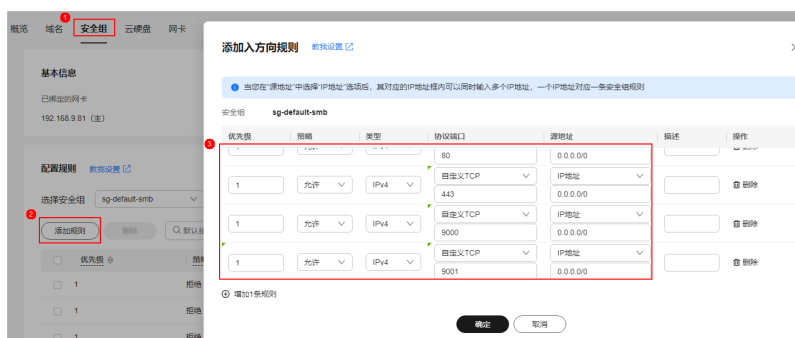 1
概览 域名 安全组 云硬盘 网卡
基本信息
已绑定的网卡
192.168.9.81 （主）
配置规则 教我设置
选择安全组 sg-default-smb
2
添加规则 删除
优先级
1 拒绝
1 拒绝
1 拒绝
添加入方向规则 教我设置
当您在"源地址"中选择"IP地址"选项后，其对应的IP地址框内可以同时输入多个IP地址，一个IP地址对应一条安全组规则
安全组 sg-default-smb
优先级 策略 类型 协议端口 源地址 描述 操作
3
80 0.0.0.0/0
自定义TCP IP地址
1 允许 IPv4 删除
443 0.0.0.0/0
自定义TCP IP地址
1 允许 IPv4 删除
9000 0.0.0.0/0
自定义TCP IP地址
1 允许 IPv4 删除
9001 0.0.0.0/0
增加1条规则
确定 取消